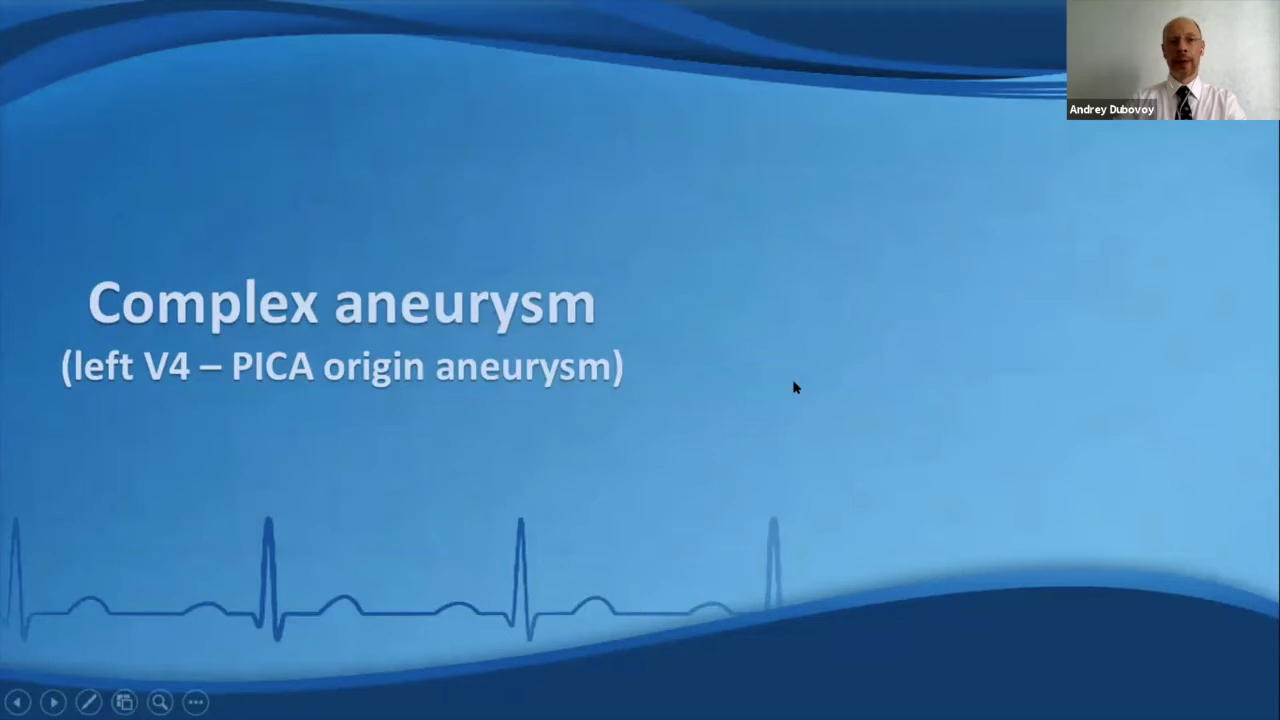 Andrey Dubovoy
Complex aneurysm
(left V4 – PICA origin aneurysm)